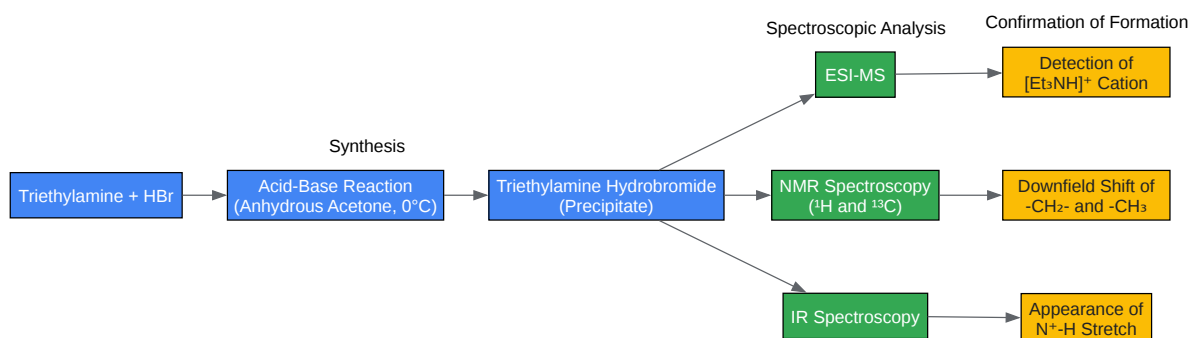 Spectroscopic Analysis
Confirmation of Formation
ESI-MS
Detection of
[Et₃NH]⁺ Cation
Synthesis
Triethylamine + HBr
Acid-Base Reaction
(Anhydrous Acetone, 0°C)
Triethylamine Hydrobromide
(Precipitate)
NMR Spectroscopy
(¹H and ¹³C)
Downfield Shift of
-CH₂- and -CH₃
IR Spectroscopy
Appearance of
N⁺-H Stretch